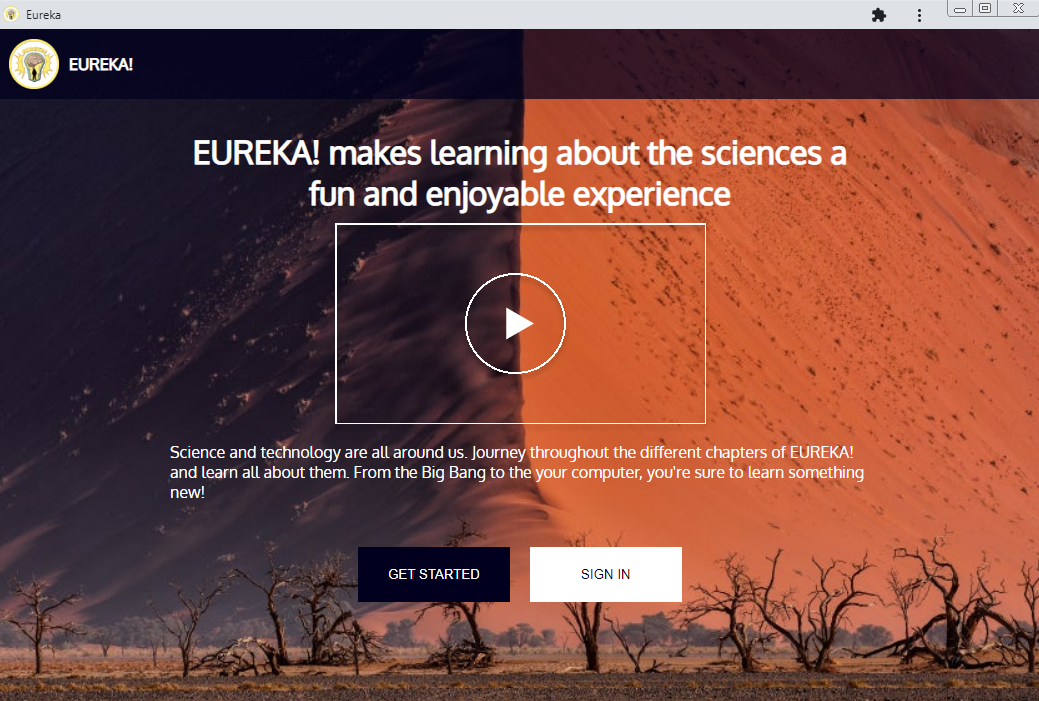 Eureka
EUREKA!
EUREKA! makes learning about the sciences a
fun and enjoyable experience
Science and technology are all around us. Journey throughout the different chapters of EUREKA!
and learn all about them. From the Big Bang to the your computer, you're sure to learn something
new!
GET STARTED
SIGN IN